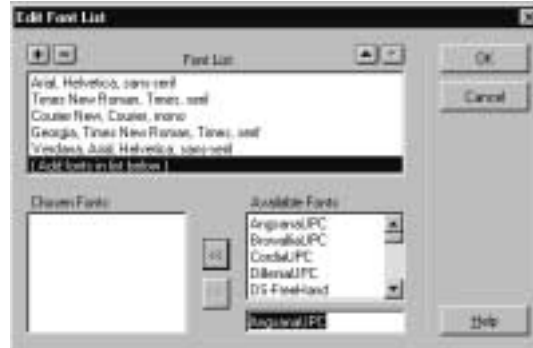 Edit Font List
Font List
OK
Cancel
Arial, Helvetica, sans-serif
Times New Roman, Times, serif
Courier New, Courier, mono
Georgia, Times New Roman, Times, serif
Verdana, Arial, Helvetica, sans-serif
( Add fonts in list below )
Chosen Fonts:
Available Fonts:
AngsanaUPC
BrowalliaUPC
CordiaUPC
DilleniaUPC
DS-FreeHand
<<
>>
AngsanaUPC
Help